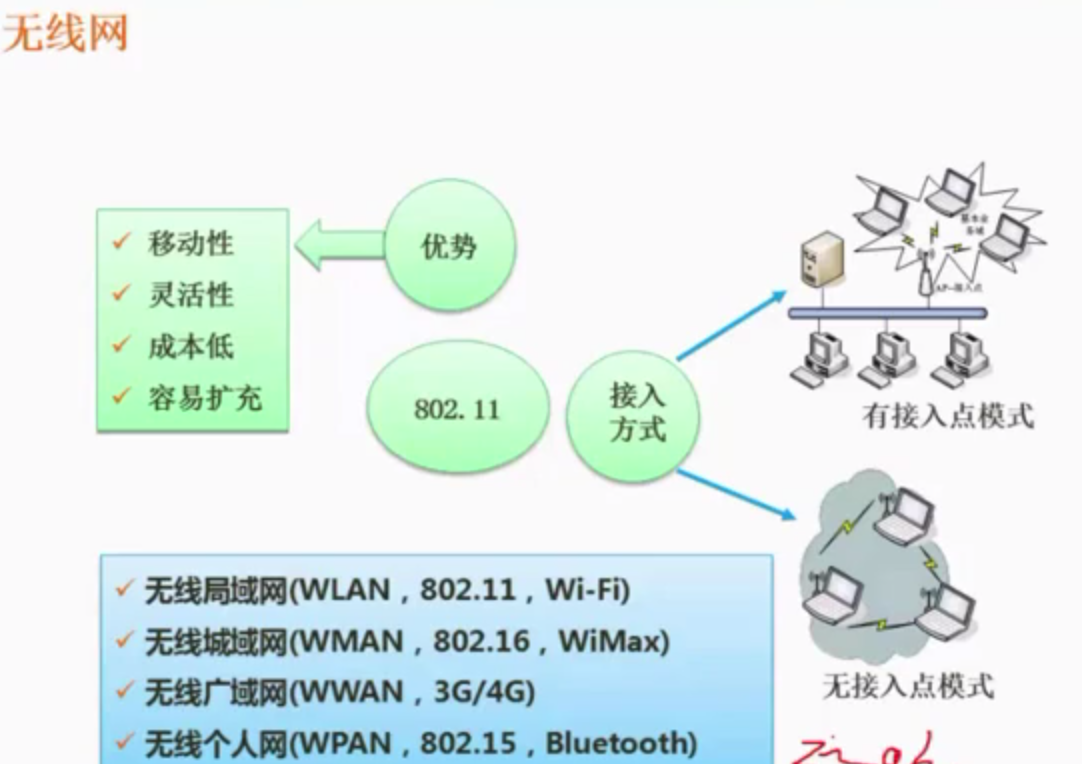 无线网
优势
移动性
灵活性
成本低
容易扩充
802.11
接入
方式
AP-接入点
有接入点模式
无接入点模式
无线局域网(WLAN，802.11，Wi-Fi)
无线城域网(WMAN，802.16，WiMax)
无线广域网(WWAN，3G/4G)
无线个人网(WPAN，802.15，Bluetooth)